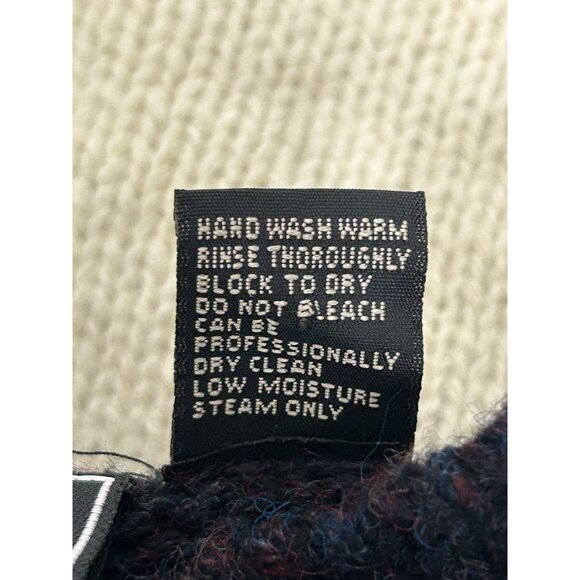 HAND WASH WARM
RINSE THOROUGHLY
BLOCK TO DRY
DO NOT BLEACH
CAN BE
PROFESSIONALLY
DRY CLEAN
LOW MOISTURE
STEAM ONLY